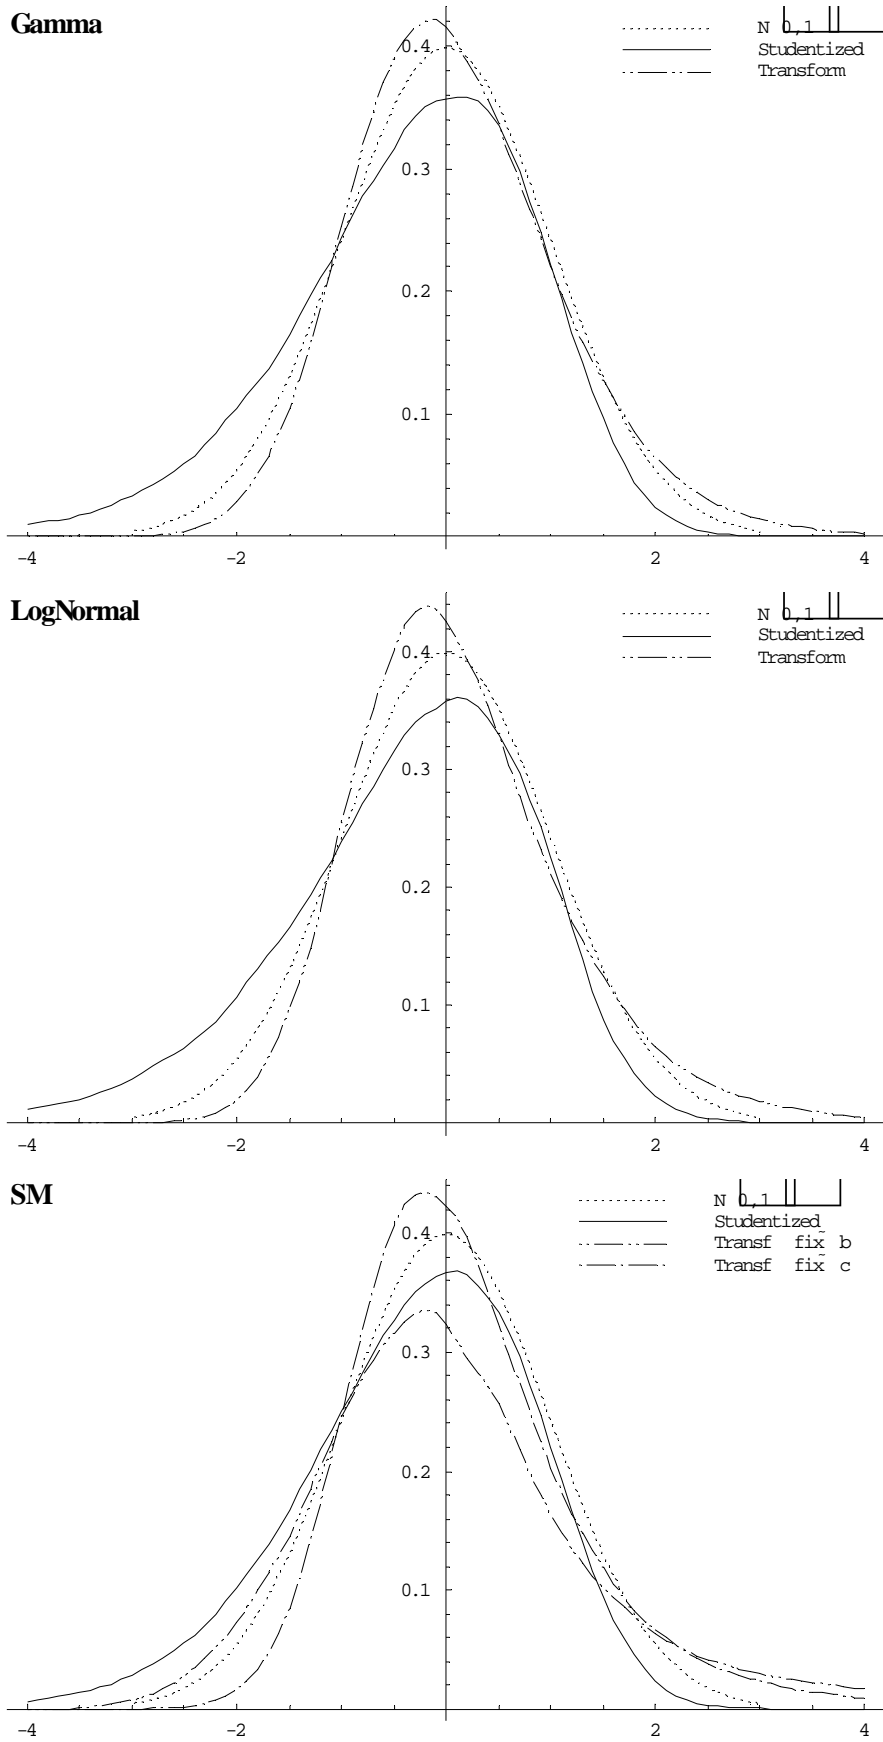 Gamma
N 0,1
Studentized
Transform
0.4
0.3
0.2
0.1
-4 -2 2 4
LogNormal
N 0,1
Studentized
Transform
0.4
0.3
0.2
0.1
-4 -2 2 4
SM
N 0,1
Studentized
Transf fix̃ b
Transf fix̃ c
0.4
0.3
0.2
0.1
-4 -2 2 4